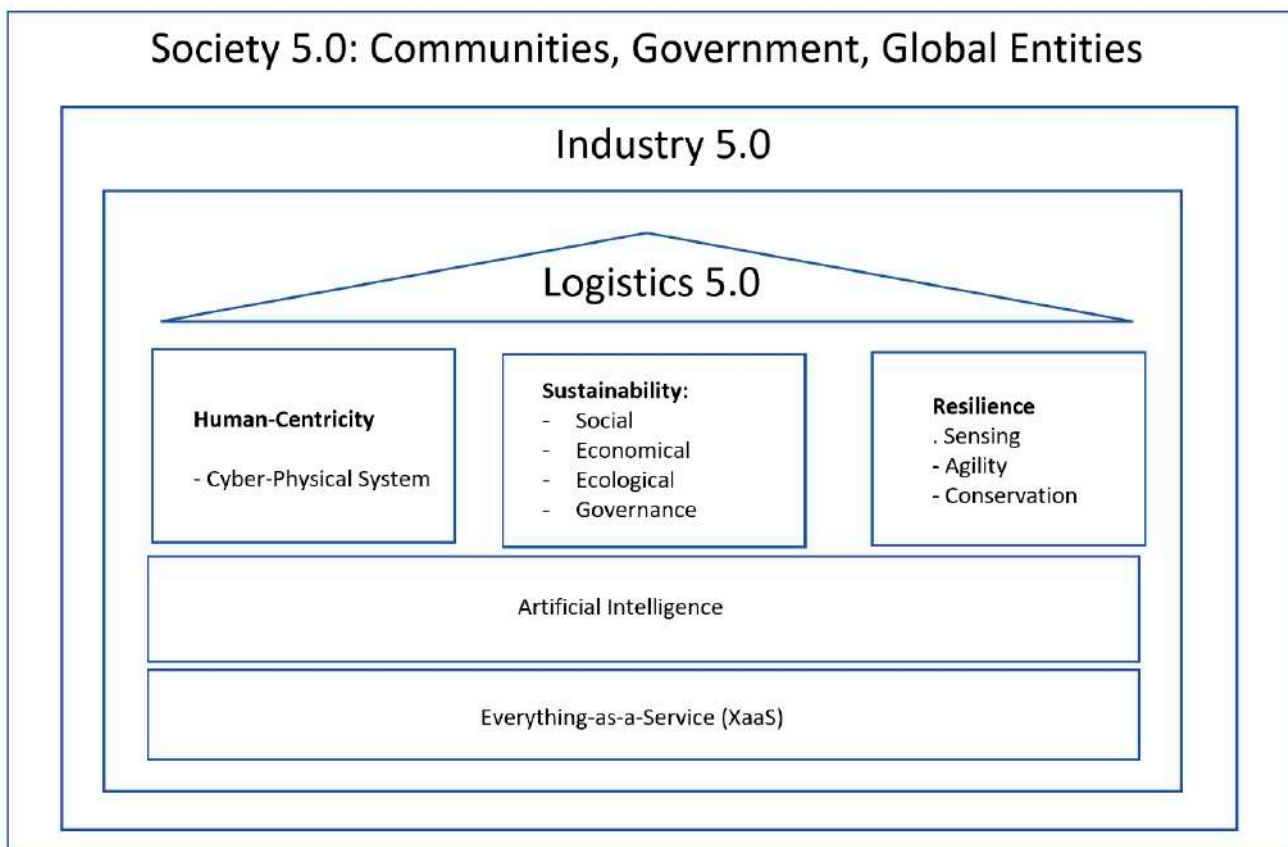 Society 5.0: Communities, Government, Global Entities
Industry 5.0
Logistics 5.0
Human-Centricity
- Cyber-Physical System
Sustainability:
- Social
- Economical
- Ecological
- Governance
Resilience
. Sensing
- Agility
- Conservation
Artificial Intelligence
Everything-as-a-Service (XaaS)